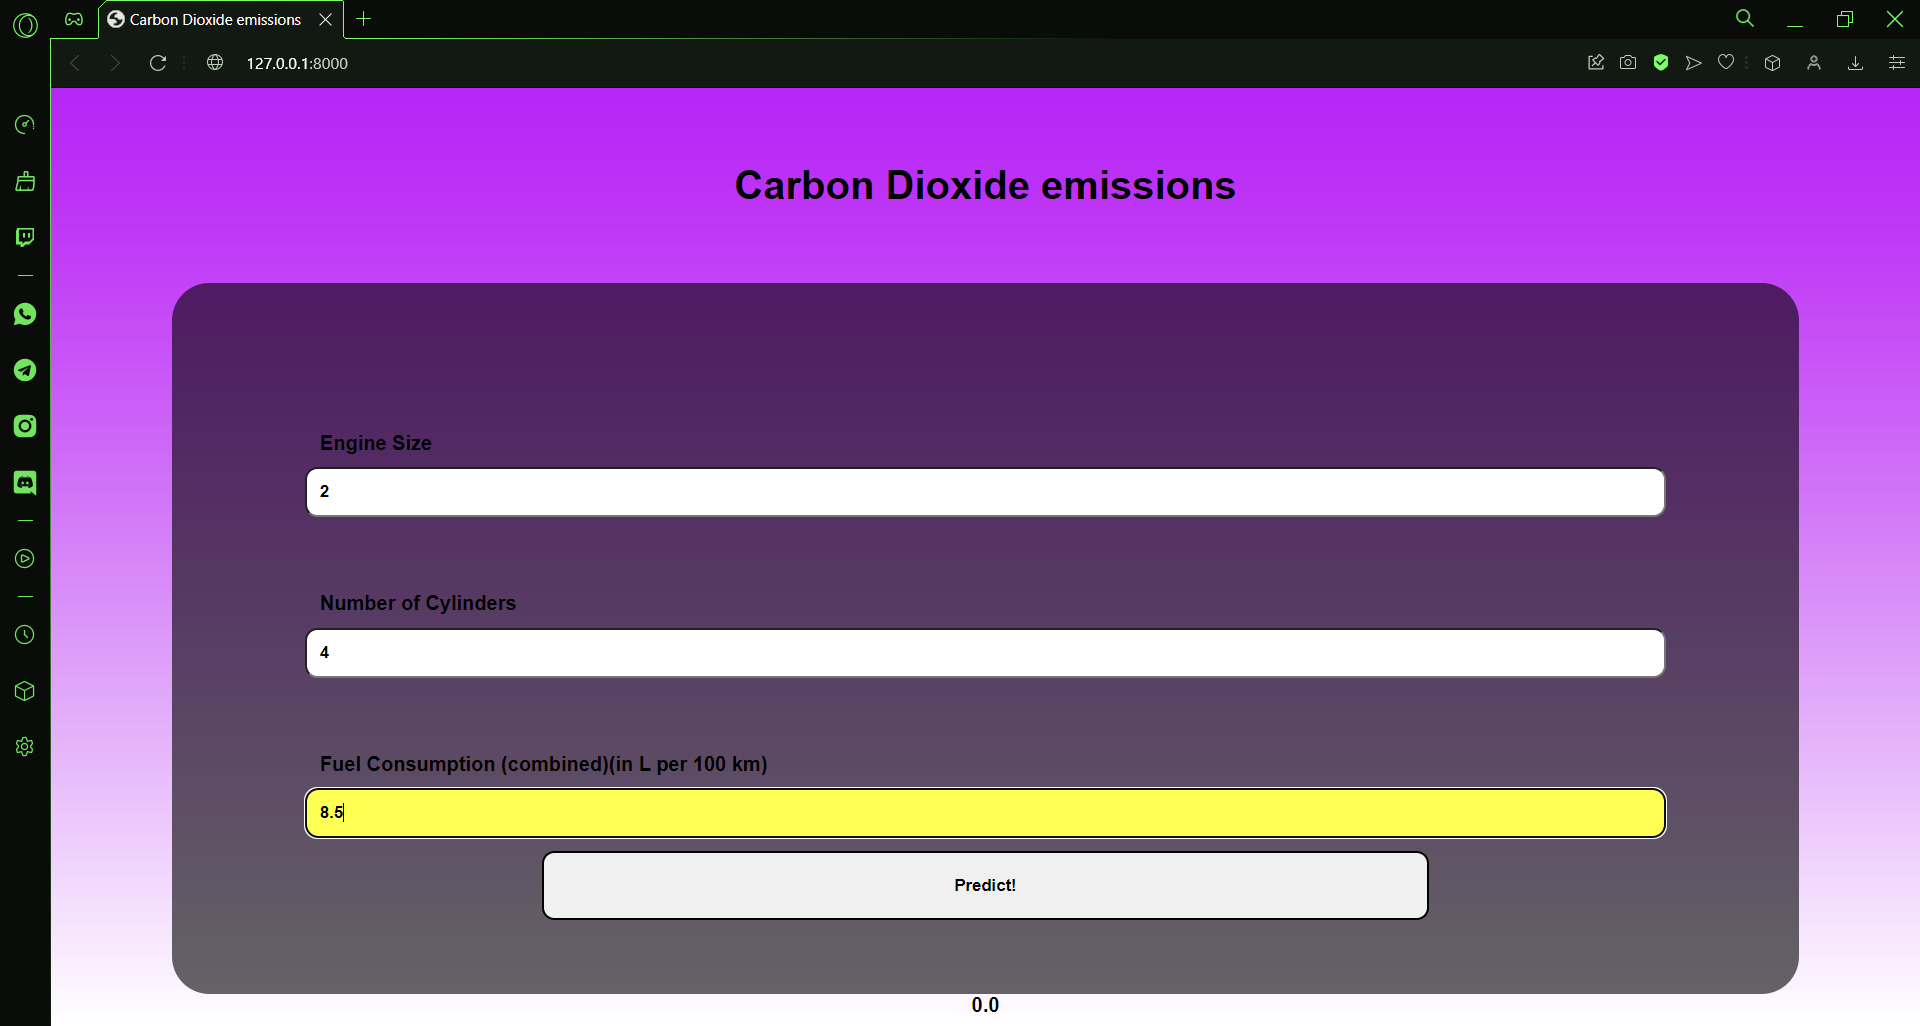 Carbon Dioxide emissions
127.0.0.1:8000
Carbon Dioxide emissions
Engine Size
2
Number of Cylinders
4
Fuel Consumption (combined)(in L per 100 km)
8.5
Predict!
0.0